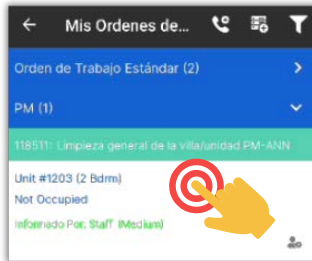 Mis Ordenes de...
Orden de Trabajo Estándar (2)
PM (1)
118511: Limpieza general de la villa/unidad PM-ANN
Unit #1203 (2 Bdrm)
Not Occupied
Informado Por: Staff (Medium)